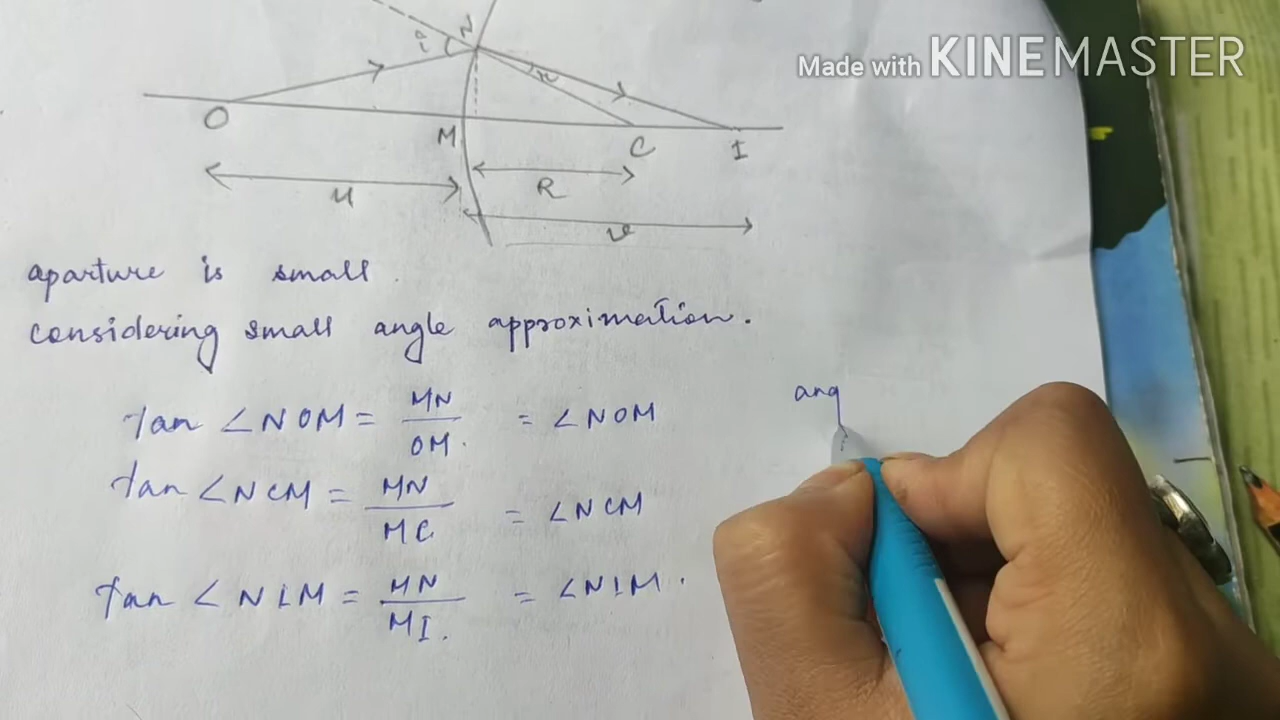 Made with KINEMASTER
i N r
O M C I
u R v
aparture is small.
considering small angle approximation.
tan ∠NOM = MN / OM. = ∠NOM
tan ∠NCM = MN / MC = ∠NCM
tan ∠NIM = MN / MI. = ∠NIM.
ang